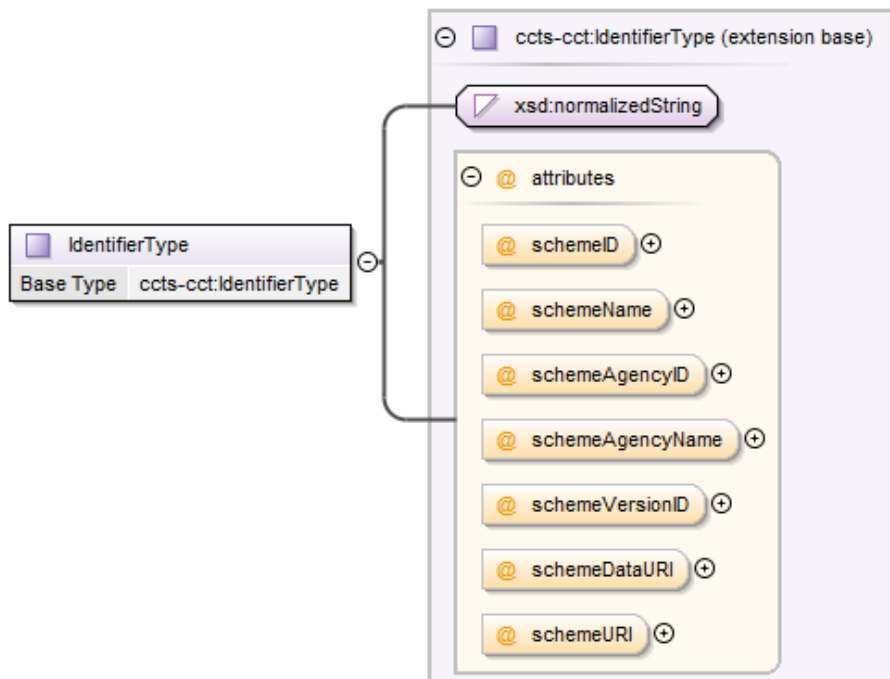 ccts-cct:IdentifierType (extension base)
xsd:normalizedString
@ attributes
IdentifierType
Base Type ccts-cct:IdentifierType
@ schemeID
@ schemeName
@ schemeAgencyID
@ schemeAgencyName
@ schemeVersionID
@ schemeDataURI
@ schemeURI